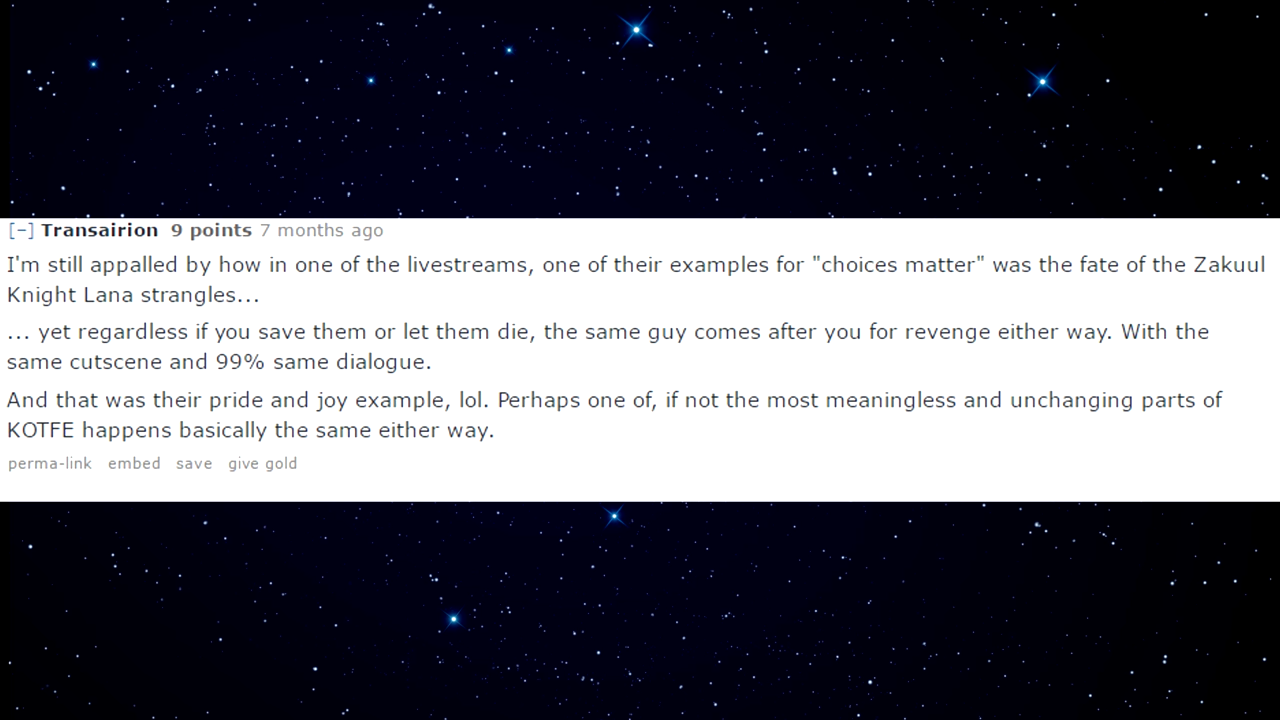 [−] Transairion 9 points 7 months ago
I'm still appalled by how in one of the livestreams, one of their examples for "choices matter" was the fate of the Zakuul
Knight Lana strangles...
... yet regardless if you save them or let them die, the same guy comes after you for revenge either way. With the
same cutscene and 99% same dialogue.
And that was their pride and joy example, lol. Perhaps one of, if not the most meaningless and unchanging parts of
KOTFE happens basically the same either way.
perma-link embed save give gold